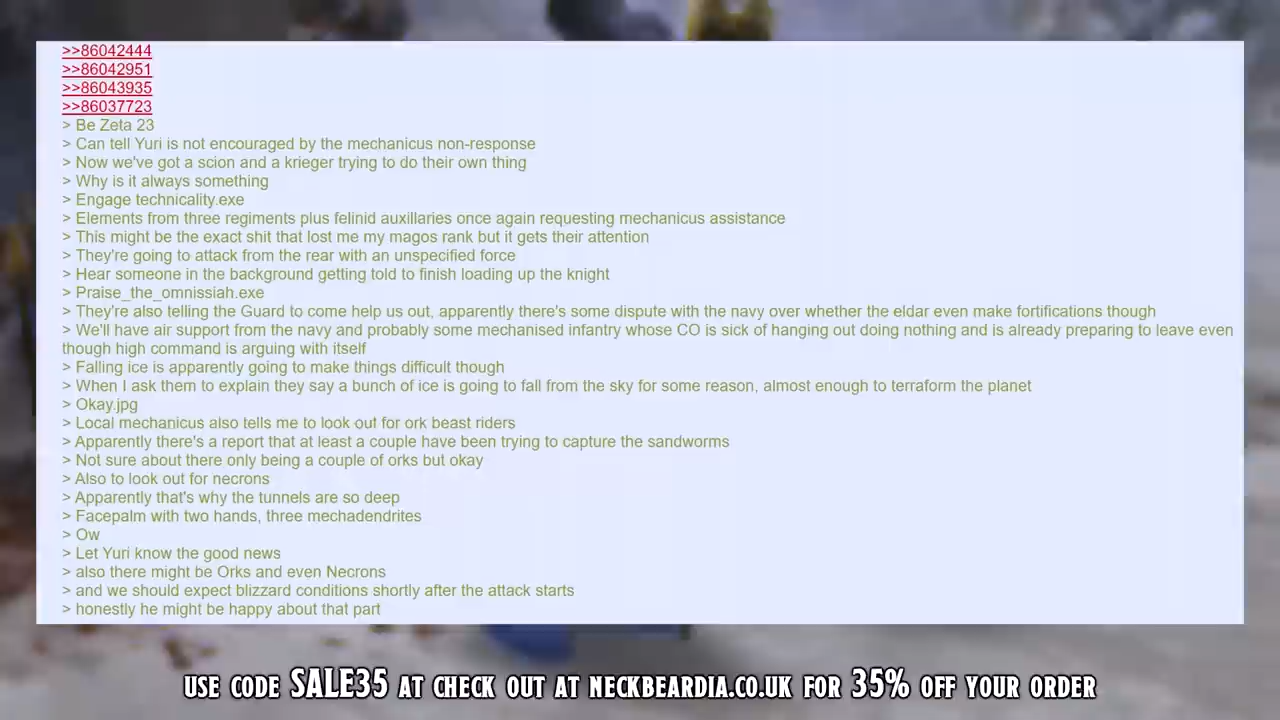 >>86042444
>>86042951
>>86043935
>>86037723
> Be Zeta 23
> Can tell Yuri is not encouraged by the mechanicus non-response
> Now we've got a scion and a krieger trying to do their own thing
> Why is it always something
> Engage technicality.exe
> Elements from three regiments plus felinid auxillaries once again requesting mechanicus assistance
> This might be the exact shit that lost me my magos rank but it gets their attention
> They're going to attack from the rear with an unspecified force
> Hear someone in the background getting told to finish loading up the knight
> Praise_the_omnissiah.exe
> They're also telling the Guard to come help us out, apparently there's some dispute with the navy over whether the eldar even make fortifications though
> We'll have air support from the navy and probably some mechanised infantry whose CO is sick of hanging out doing nothing and is already preparing to leave even
though high command is arguing with itself
> Falling ice is apparently going to make things difficult though
> When I ask them to explain they say a bunch of ice is going to fall from the sky for some reason, almost enough to terraform the planet
> Okay.jpg
> Local mechanicus also tells me to look out for ork beast riders
> Apparently there's a report that at least a couple have been trying to capture the sandworms
> Not sure about there only being a couple of orks but okay
> Also to look out for necrons
> Apparently that's why the tunnels are so deep
> Facepalm with two hands, three mechadendrites
> Ow
> Let Yuri know the good news
> also there might be Orks and even Necrons
> and we should expect blizzard conditions shortly after the attack starts
> honestly he might be happy about that part
USE CODE SALE35 AT CHECK OUT AT NECKBEARDIA.CO.UK FOR 35% OFF YOUR ORDER